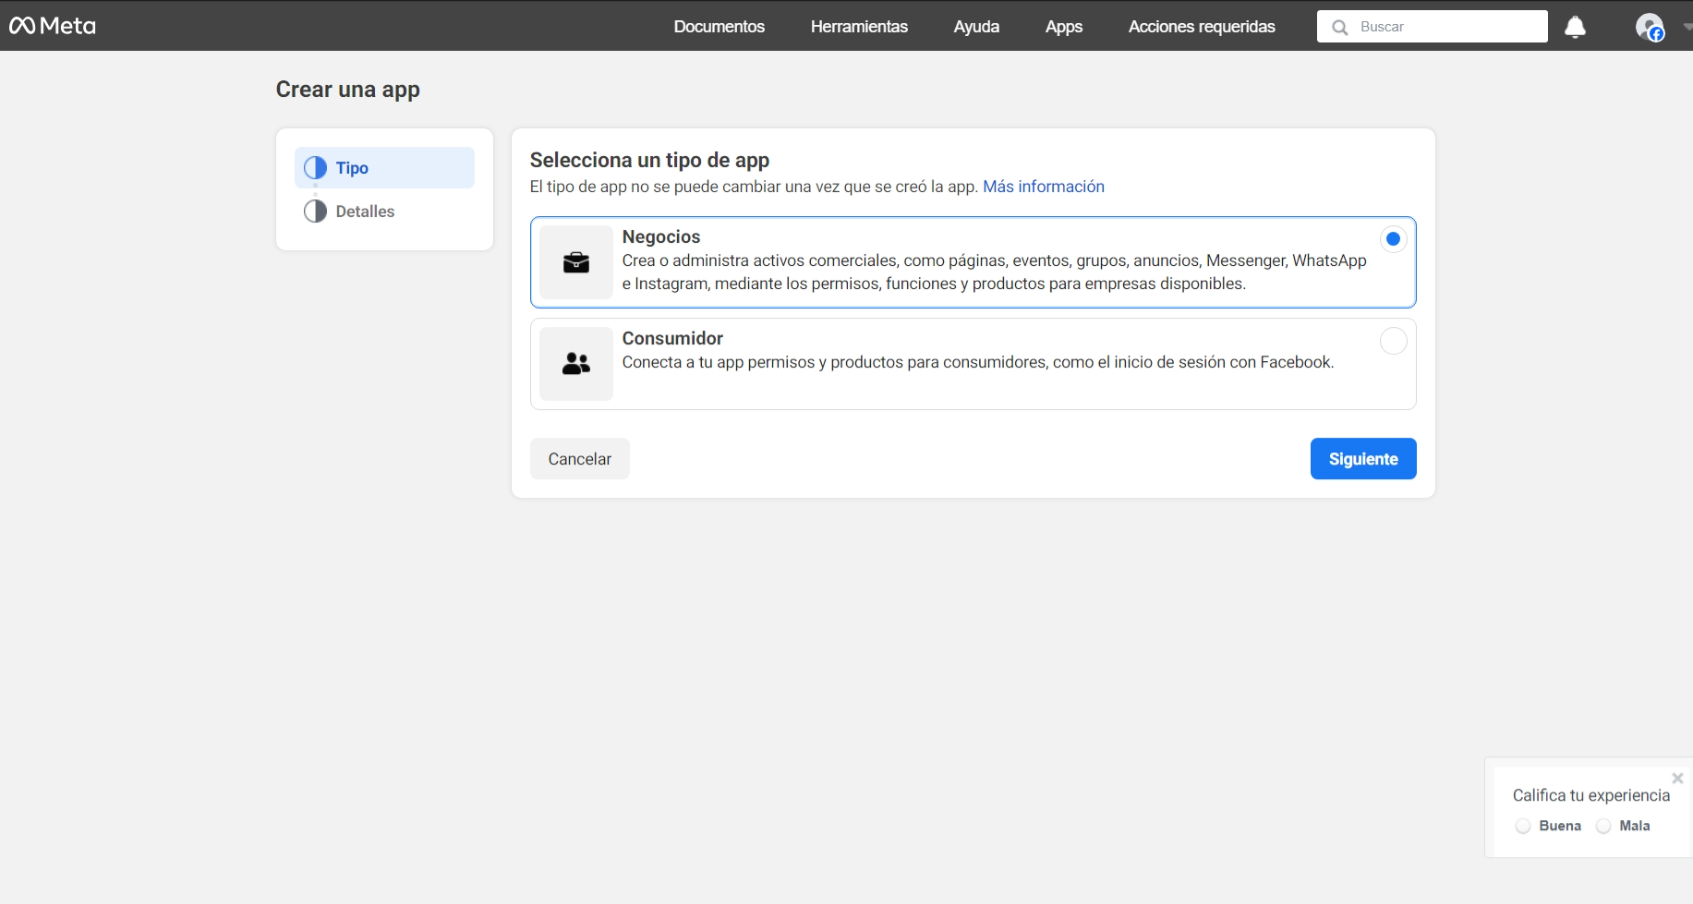 Meta
Documentos
Herramientas
Ayuda
Apps
Acciones requeridas
Buscar
Crear una app
Tipo
Detalles
Selecciona un tipo de app
El tipo de app no se puede cambiar una vez que se creó la app. Más información
Negocios
Crea o administra activos comerciales, como páginas, eventos, grupos, anuncios, Messenger, WhatsApp
e Instagram, mediante los permisos, funciones y productos para empresas disponibles.
Consumidor
Conecta a tu app permisos y productos para consumidores, como el inicio de sesión con Facebook.
Cancelar
Siguiente
Califica tu experiencia
Buena
Mala